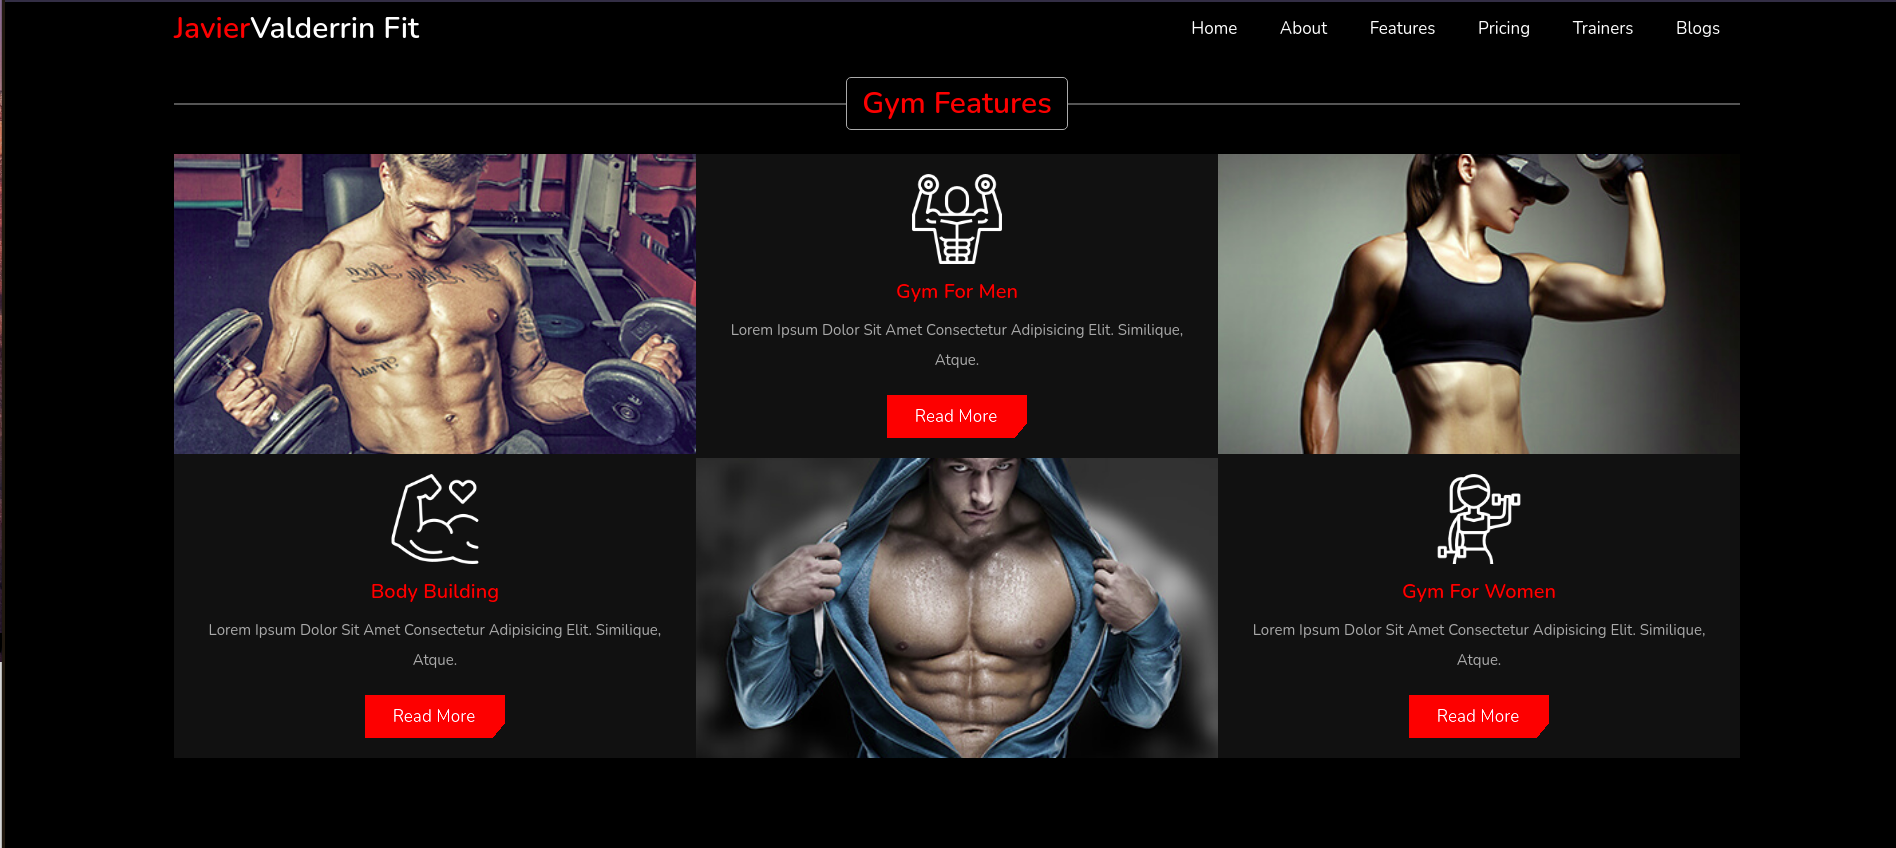 JavierValderrin Fit
Home About Features Pricing Trainers Blogs
Gym Features
Gym For Men
Lorem Ipsum Dolor Sit Amet Consectetur Adipisicing Elit. Similique,
Atque.
Read More
Body Building
Lorem Ipsum Dolor Sit Amet Consectetur Adipisicing Elit. Similique,
Atque.
Read More
Gym For Women
Lorem Ipsum Dolor Sit Amet Consectetur Adipisicing Elit. Similique,
Atque.
Read More